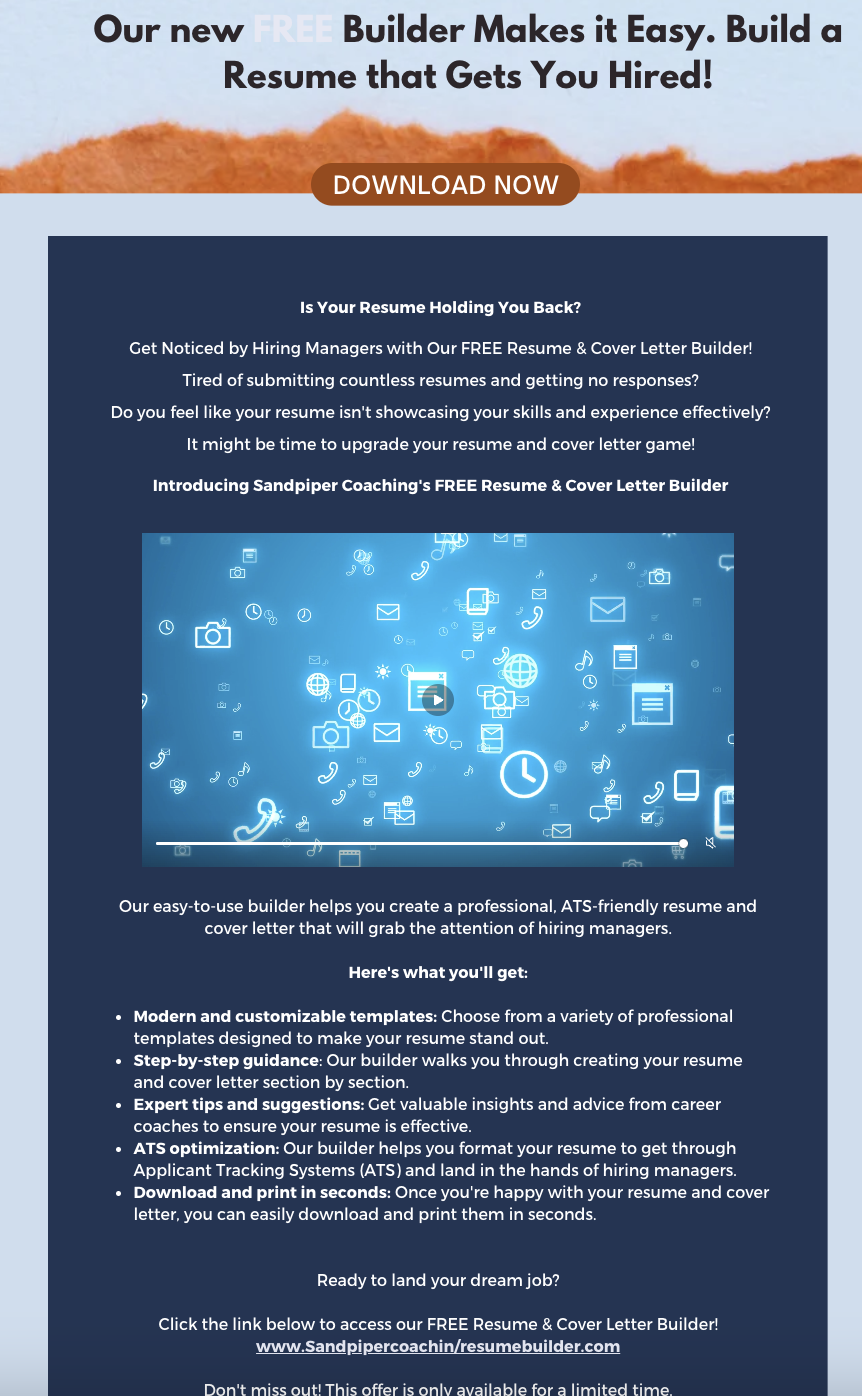 Our new FREE Builder Makes it Easy. Build a
Resume that Gets You Hired!
DOWNLOAD NOW
Is Your Resume Holding You Back?
Get Noticed by Hiring Managers with Our FREE Resume & Cover Letter Builder!
Tired of submitting countless resumes and getting no responses?
Do you feel like your resume isn't showcasing your skills and experience effectively?
It might be time to upgrade your resume and cover letter game!
Introducing Sandpiper Coaching's FREE Resume & Cover Letter Builder
Our easy-to-use builder helps you create a professional, ATS-friendly resume and
cover letter that will grab the attention of hiring managers.
Here's what you'll get:
• Modern and customizable templates: Choose from a variety of professional
templates designed to make your resume stand out.
• Step-by-step guidance: Our builder walks you through creating your resume
and cover letter section by section.
• Expert tips and suggestions: Get valuable insights and advice from career
coaches to ensure your resume is effective.
• ATS optimization: Our builder helps you format your resume to get through
Applicant Tracking Systems (ATS) and land in the hands of hiring managers.
• Download and print in seconds: Once you're happy with your resume and cover
letter, you can easily download and print them in seconds.
Ready to land your dream job?
Click the link below to access our FREE Resume & Cover Letter Builder!
www.Sandpipercoachin/resumebuilder.com
Don't miss out! This offer is only available for a limited time.